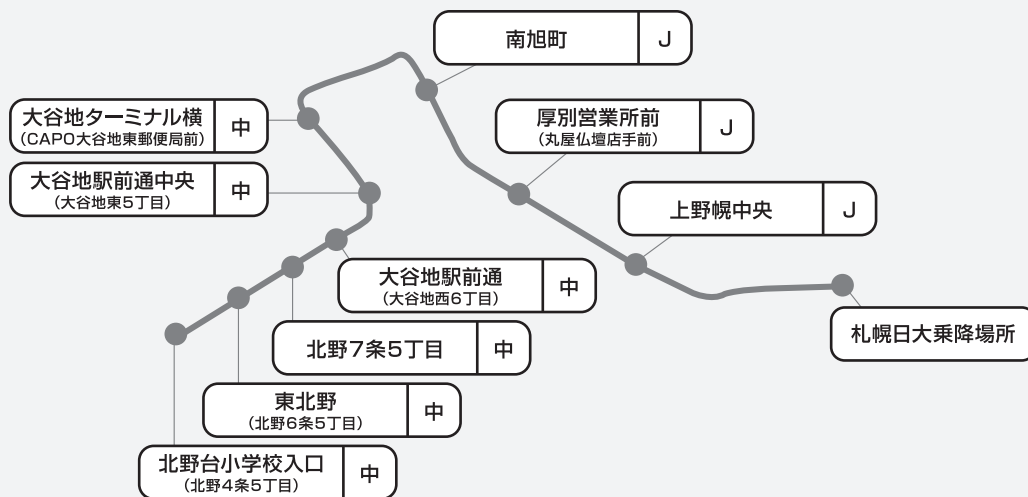 南旭町 J
大谷地ターミナル横 中
(CAPO大谷地東郵便局前)
厚別営業所前 J
(丸屋仏壇店手前)
大谷地駅前通中央 中
(大谷地東5丁目)
上野幌中央 J
大谷地駅前通 中
(大谷地西6丁目)
札幌日大乗降場所
北野7条5丁目 中
東北野 中
(北野6条5丁目)
北野台小学校入口 中
(北野4条5丁目)